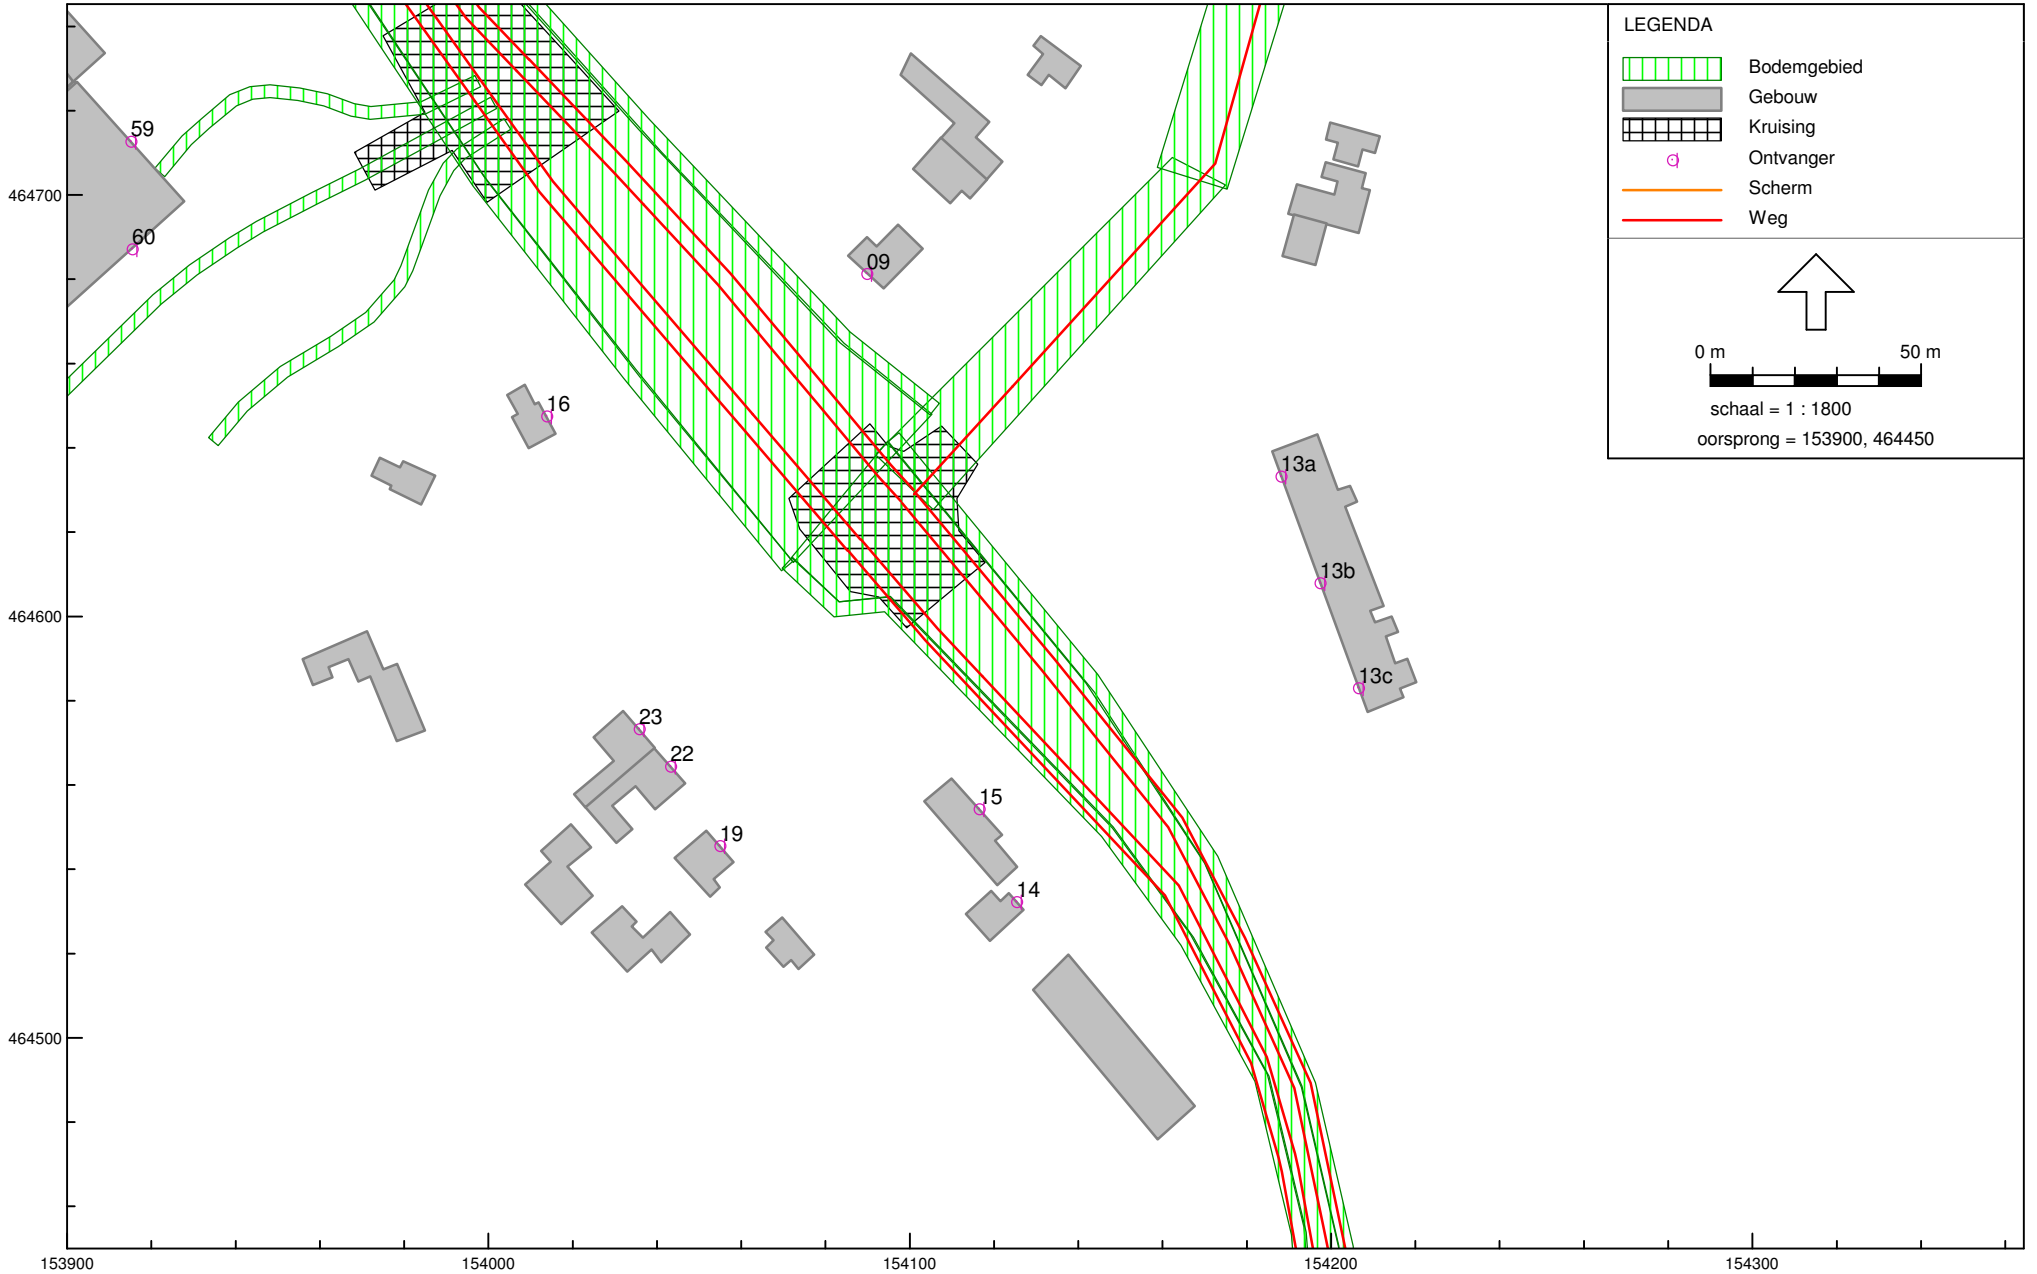 LEGENDA
Bodemgebied
Gebouw
Kruising
Ontvanger
Scherm
Weg
0 m 50 m
schaal = 1 : 1800
oorsprong = 153900, 464450
59
464700
60
09
16
13a
13b
464600
13c
23
22
15
19
14
464500
153900 154000 154100 154200 154300